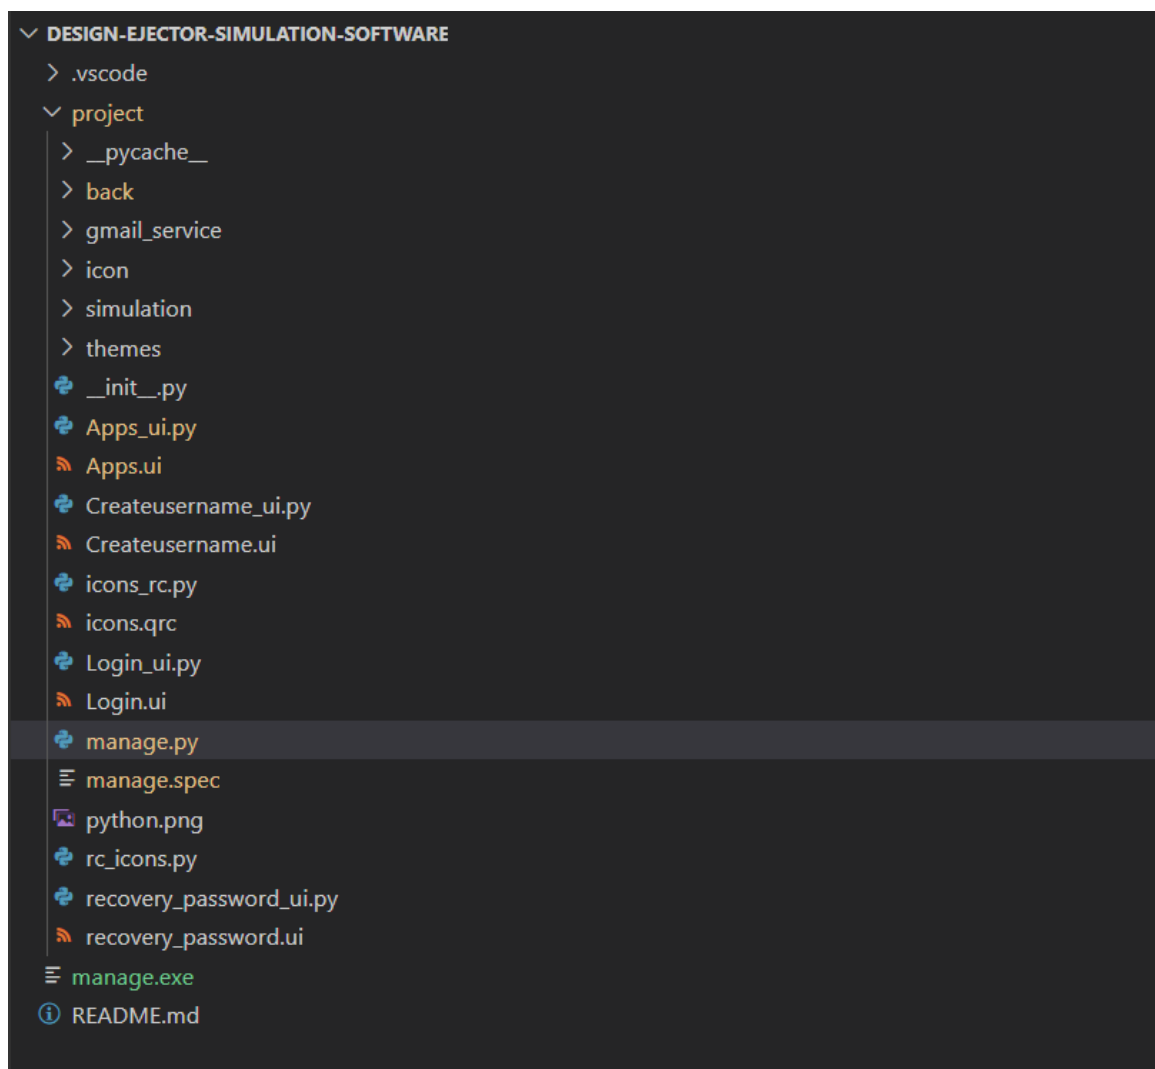 DESIGN-EJECTOR-SIMULATION-SOFTWARE
.vscode
project
__pycache__
back
gmail_service
icon
simulation
themes
__init__.py
Apps_ui.py
Apps.ui
Createusername_ui.py
Createusername.ui
icons_rc.py
icons.qrc
Login_ui.py
Login.ui
manage.py
manage.spec
python.png
rc_icons.py
recovery_password_ui.py
recovery_password.ui
manage.exe
README.md